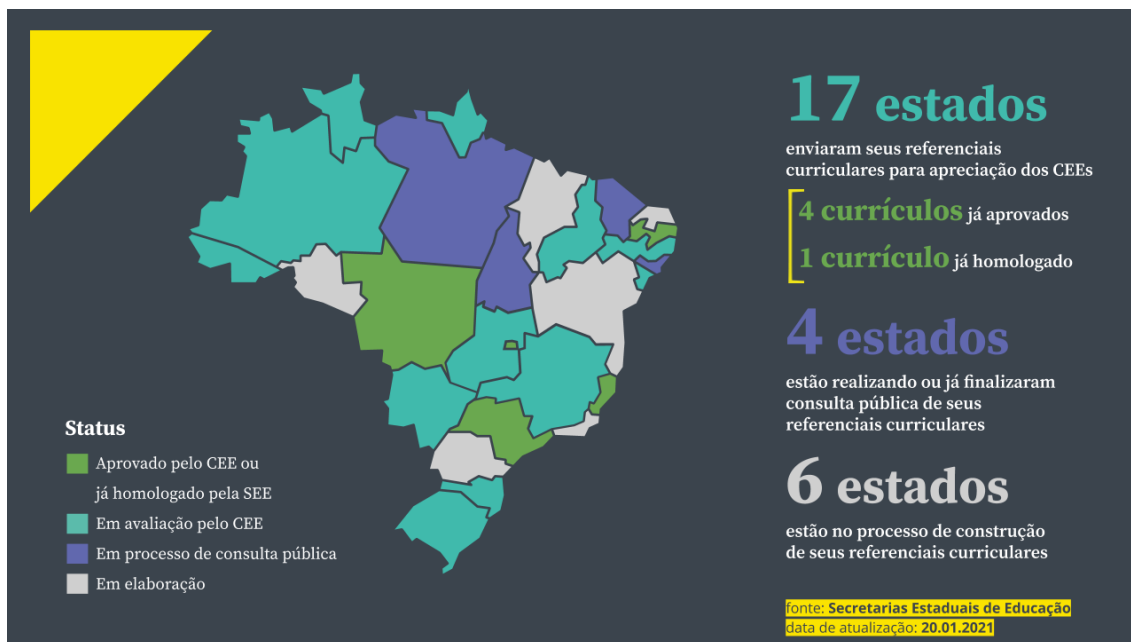 17 estados
enviaram seus referenciais
curriculares para apreciação dos CEEs
4 currículos já aprovados
1 currículo já homologado
4 estados
estão realizando ou já finalizaram
consulta pública de seus
referenciais curriculares
6 estados
estão no processo de construção
de seus referenciais curriculares
Status
Aprovado pelo CEE ou
já homologado pela SEE
Em avaliação pelo CEE
Em processo de consulta pública
Em elaboração
fonte: Secretarias Estaduais de Educação
data de atualização: 20.01.2021